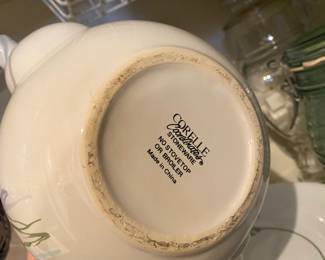 CORELLE
Coordinates®
STONEWARE
NO STOVETOP
OR BROILER
Made in China